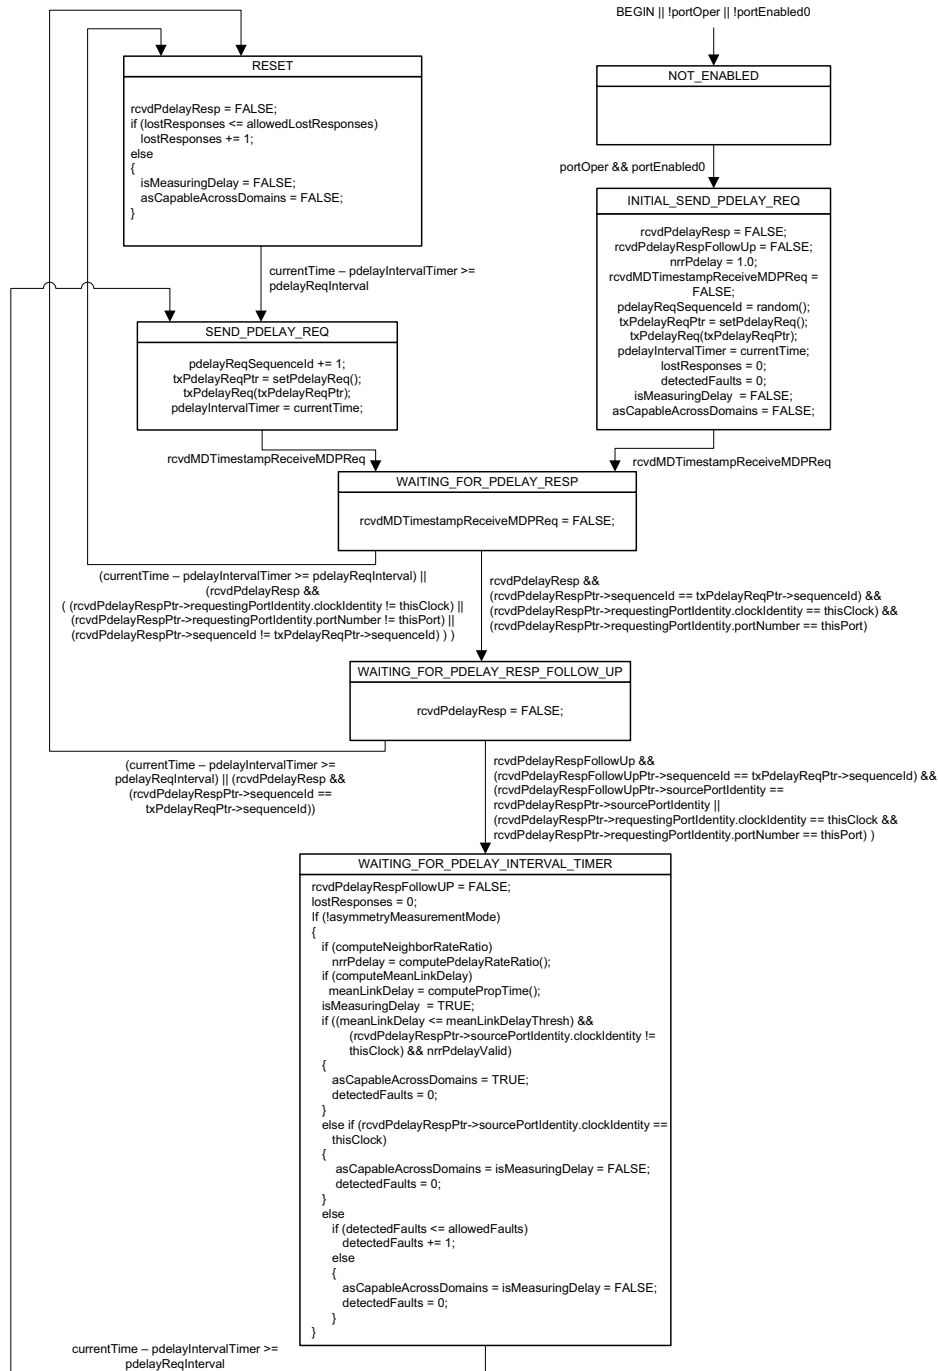 BEGIN || !portOper || !portEnabled0
RESET
rcvdPdelayResp = FALSE;
if (lostResponses <= allowedLostResponses)
lostResponses += 1;
else
{
isMeasuringDelay = FALSE;
asCapableAcrossDomains = FALSE;
}
NOT_ENABLED
portOper && portEnabled0
INITIAL_SEND_PDELAY_REQ
rcvdPdelayResp = FALSE;
rcvdPdelayRespFollowUp = FALSE;
nrrPdelay = 1.0;
rcvdMDTimestampReceiveMDPReq =
FALSE;
pdelayReqSequenceId = random();
txPdelayReqPtr = setPdelayReq();
txPdelayReq(txPdelayReqPtr);
pdelayIntervalTimer = currentTime;
lostResponses = 0;
detectedFaults = 0;
isMeasuringDelay  = FALSE;
asCapableAcrossDomains = FALSE;
currentTime – pdelayIntervalTimer >=
pdelayReqInterval
SEND_PDELAY_REQ
pdelayReqSequenceId += 1;
txPdelayReqPtr = setPdelayReq();
txPdelayReq(txPdelayReqPtr);
pdelayIntervalTimer = currentTime;
rcvdMDTimestampReceiveMDPReq
rcvdMDTimestampReceiveMDPReq
WAITING_FOR_PDELAY_RESP
rcvdMDTimestampReceiveMDPReq = FALSE;
(currentTime – pdelayIntervalTimer >= pdelayReqInterval) ||
(rcvdPdelayResp &&
( (rcvdPdelayRespPtr->requestingPortIdentity.clockIdentity != thisClock) ||
(rcvdPdelayRespPtr->requestingPortIdentity.portNumber != thisPort) ||
(rcvdPdelayRespPtr->sequenceId != txPdelayReqPtr->sequenceId) ) )
rcvdPdelayResp &&
(rcvdPdelayRespPtr->sequenceId == txPdelayReqPtr->sequenceId) &&
(rcvdPdelayRespPtr->requestingPortIdentity.clockIdentity == thisClock) &&
(rcvdPdelayRespPtr->requestingPortIdentity.portNumber == thisPort)
WAITING_FOR_PDELAY_RESP_FOLLOW_UP
rcvdPdelayResp = FALSE;
(currentTime – pdelayIntervalTimer >=
pdelayReqInterval) || (rcvdPdelayResp &&
(rcvdPdelayRespPtr->sequenceId ==
txPdelayReqPtr->sequenceId))
rcvdPdelayRespFollowUp &&
(rcvdPdelayRespFollowUpPtr->sequenceId == txPdelayReqPtr->sequenceId) &&
(rcvdPdelayRespFollowUpPtr->sourcePortIdentity ==
rcvdPdelayRespPtr->sourcePortIdentity ||
(rcvdPdelayRespPtr->requestingPortIdentity.clockIdentity == thisClock &&
rcvdPdelayRespPtr->requestingPortIdentity.portNumber == thisPort) )
WAITING_FOR_PDELAY_INTERVAL_TIMER
rcvdPdelayRespFollowUP = FALSE;
lostResponses = 0;
If (!asymmetryMeasurementMode)
{
if (computeNeighborRateRatio)
nrrPdelay = computePdelayRateRatio();
if (computeMeanLinkDelay)
meanLinkDelay = computePropTime();
isMeasuringDelay  = TRUE;
if ((meanLinkDelay <= meanLinkDelayThresh) &&
(rcvdPdelayRespPtr->sourcePortIdentity.clockIdentity !=
thisClock) && nrrPdelayValid)
{
asCapableAcrossDomains = TRUE;
detectedFaults = 0;
}
else if (rcvdPdelayRespPtr->sourcePortIdentity.clockIdentity ==
thisClock)
{
asCapableAcrossDomains = isMeasuringDelay = FALSE;
detectedFaults = 0;
}
else
if (detectedFaults <= allowedFaults)
detectedFaults += 1;
else
{
asCapableAcrossDomains = isMeasuringDelay = FALSE;
detectedFaults = 0;
}
}
currentTime – pdelayIntervalTimer >=
pdelayReqInterval